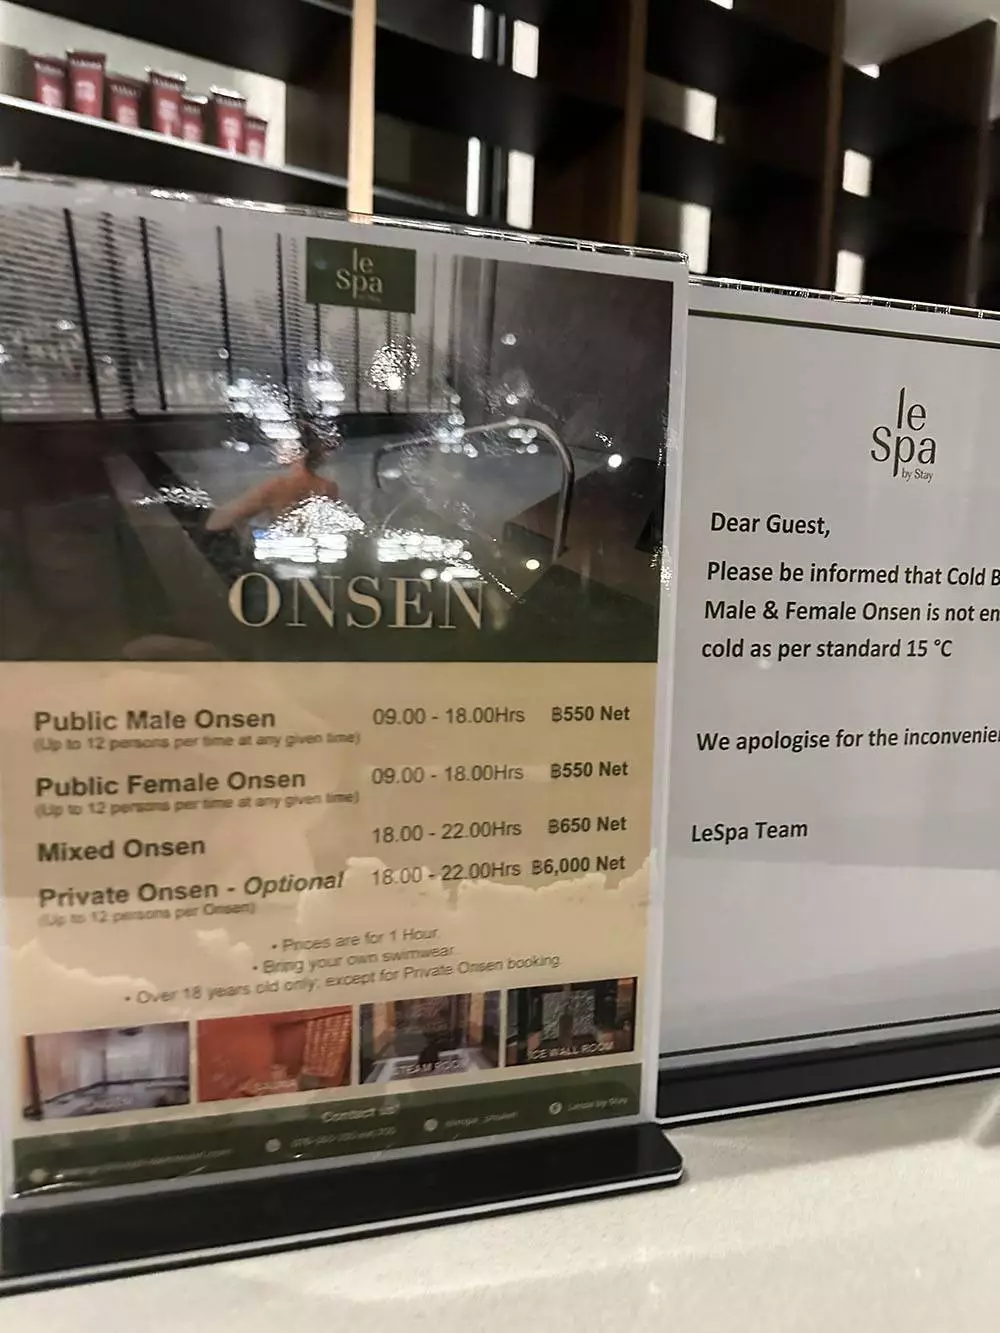 le
spa
by Stay
ONSEN
Public Male Onsen 09.00 - 18.00Hrs ฿550 Net
(Up to 12 persons per time at any given time)
Public Female Onsen 09.00 - 18.00Hrs ฿550 Net
(Up to 12 persons per time at any given time)
Mixed Onsen 18.00 - 22.00Hrs ฿650 Net
Private Onsen - Optional 18.00 - 22.00Hrs ฿6,000 Net
(Up to 12 persons per Onsen)
• Prices are for 1 Hour.
• Bring your own swimwear.
• Over 18 years old only; except for Private Onsen booking.
ONSEN
SAUNA
STEAM ROOM
ICE WALL ROOM
Contact us!
le
Spa
by Stay
Dear Guest,
Please be informed that Cold B
Male & Female Onsen is not en
cold as per standard 15 °C
We apologise for the inconvenie
LeSpa Team